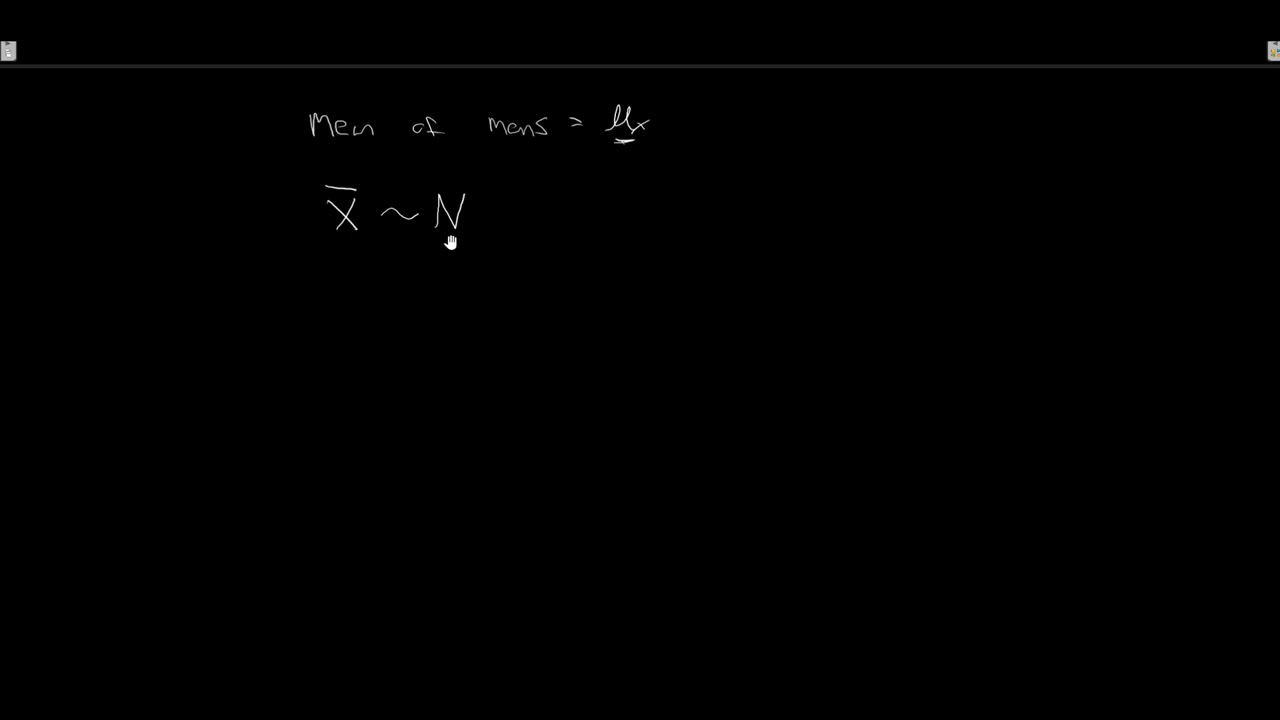 Mean of means = μₓ
X̄ ~ N